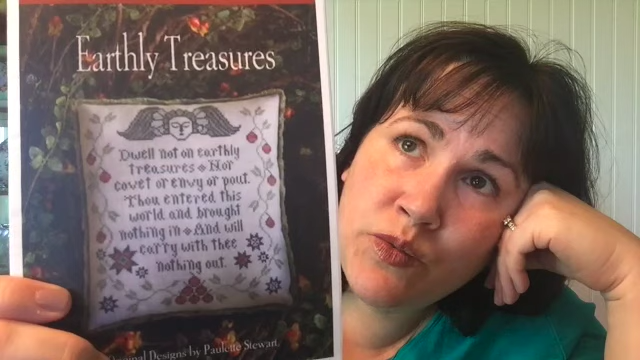 Earthly Treasures
Dwell not on earthly
treasures Nor
covet or envy or pout.
Thou entered this
world and brought
nothing in And will
carry with thee
nothing out.
Original Designs by Paulette Stewart